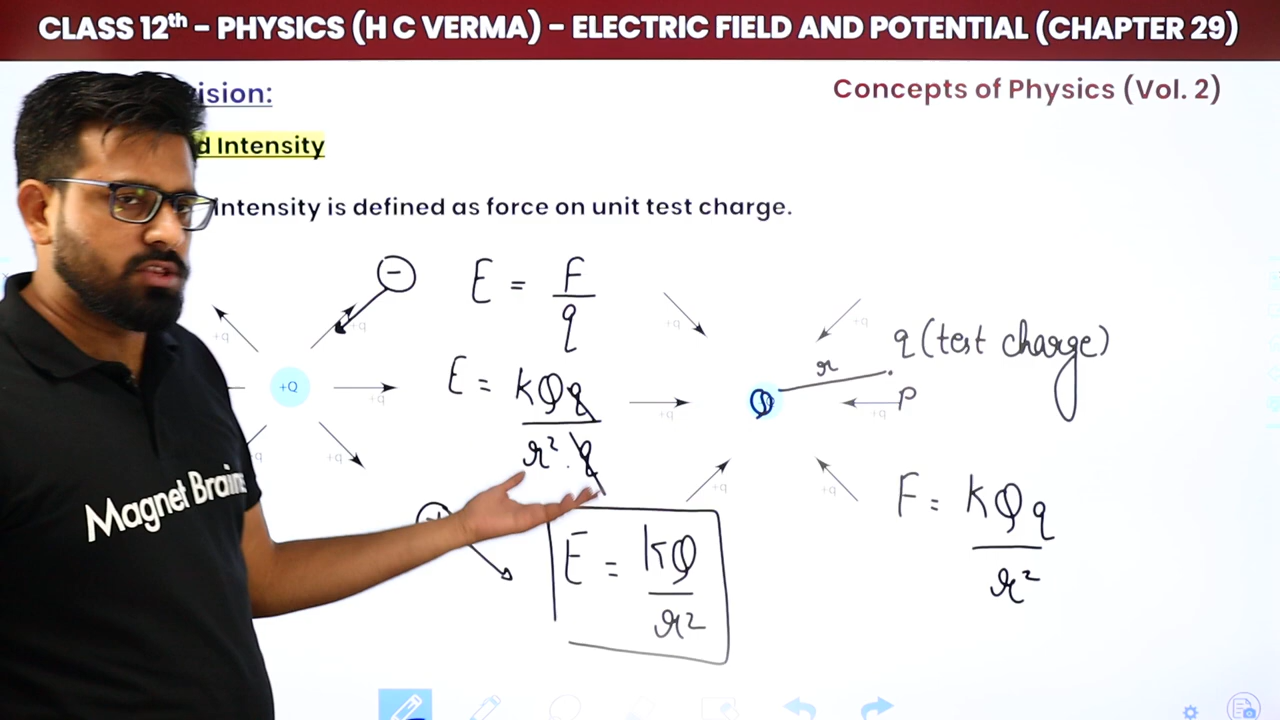 CLASS 12th – PHYSICS (H C VERMA) – ELECTRIC FIELD AND POTENTIAL (CHAPTER 29)
ision:
Concepts of Physics (Vol. 2)
d Intensity
Intensity is defined as force on unit test charge.
−
E = F/q
+q
+q
+q
+q
q (test charge)
r
E = kQq/r².q
+Q
+q
+q
Q
+q
P
q
+q
+q
+q
Magnet Brains
F = kQq/r²
+
E = kQ/r²